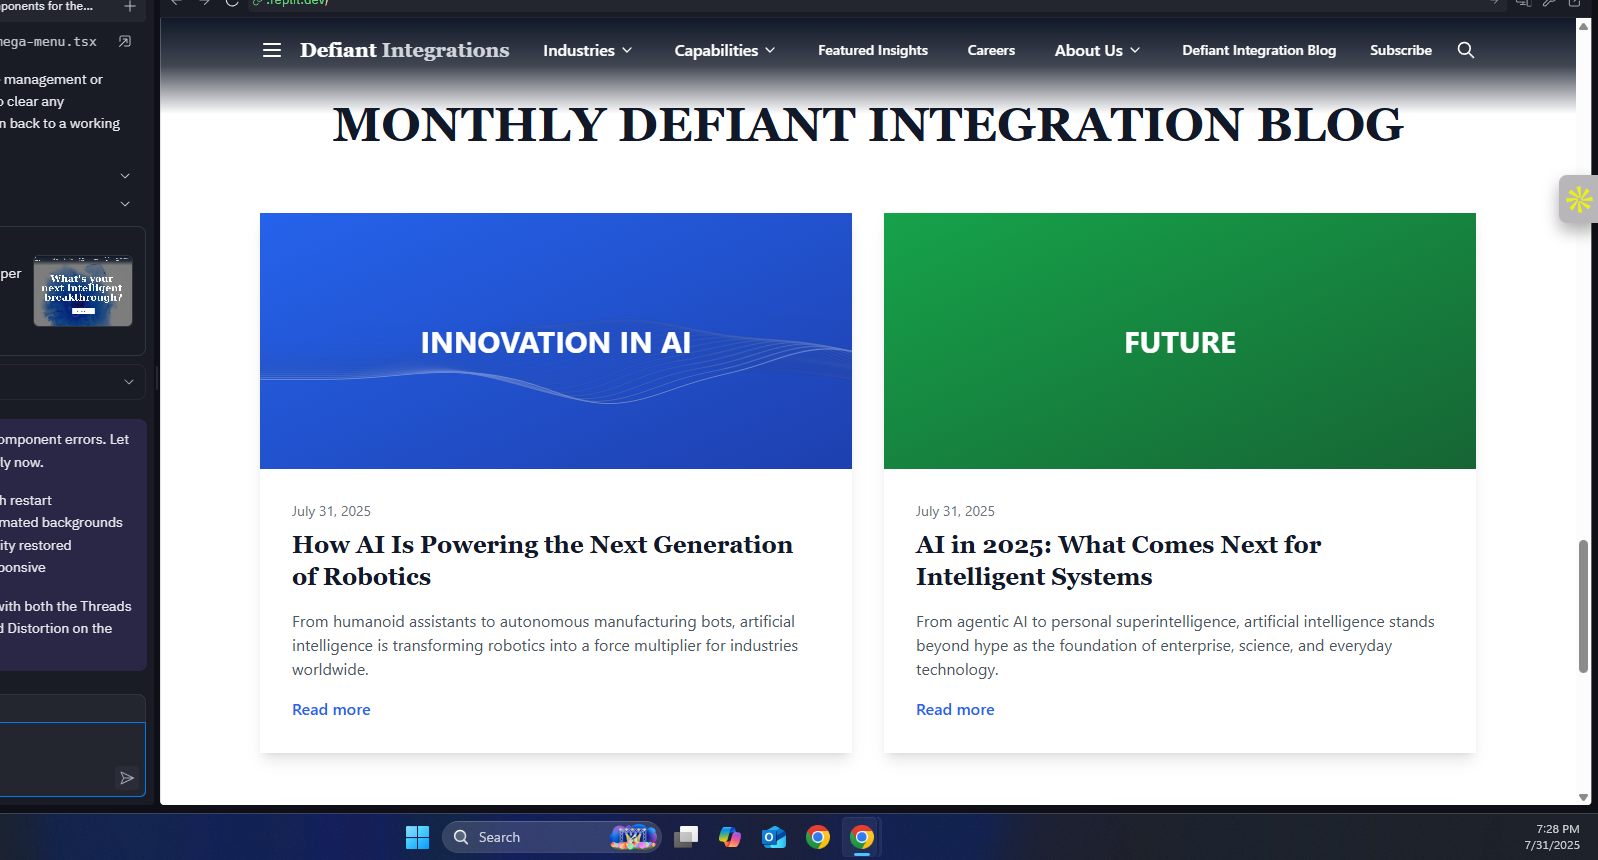 ponents for the...
.replit.dev/
nega-menu.tsx
management or
o clear any
n back to a working
per
What's your
next intelligent
breakthrough?
omponent errors. Let
ly now.
h restart
mated backgrounds
ity restored
ponsive
with both the Threads
d Distortion on the
Defiant Integrations
Industries
Capabilities
Featured Insights
Careers
About Us
Defiant Integration Blog
Subscribe
MONTHLY DEFIANT INTEGRATION BLOG
INNOVATION IN AI
July 31, 2025
How AI Is Powering the Next Generation
of Robotics
From humanoid assistants to autonomous manufacturing bots, artificial
intelligence is transforming robotics into a force multiplier for industries
worldwide.
Read more
FUTURE
July 31, 2025
AI in 2025: What Comes Next for
Intelligent Systems
From agentic AI to personal superintelligence, artificial intelligence stands
beyond hype as the foundation of enterprise, science, and everyday
technology.
Read more
Search
7:28 PM
7/31/2025